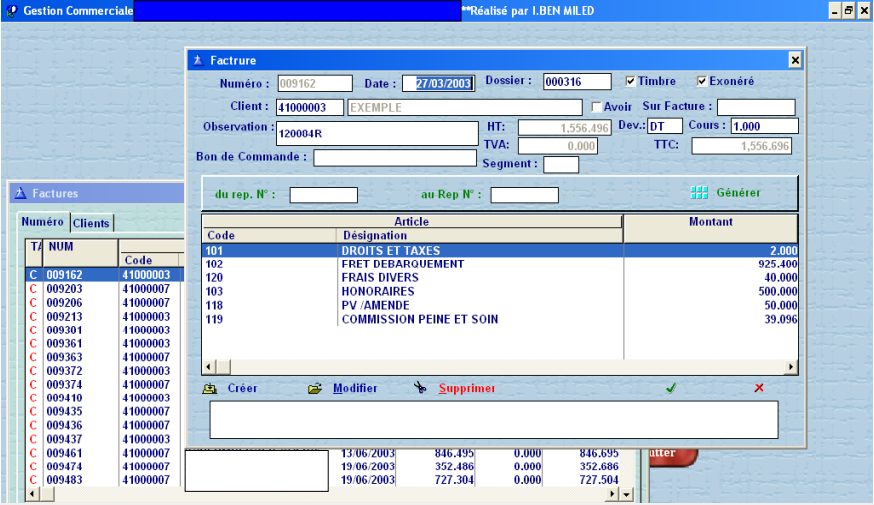 Gestion Commerciale **Réalisé par I.BEN MILED
Factrure
Numéro : 009162 Date : 27/03/2003 Dossier : 000316 Timbre Exonéré
Client : 41000003 EXEMPLE Avoir Sur Facture :
Observation : 120084R HT: 1,556.496 Dev.: DT Cours : 1.000
TVA: 0.000 TTC: 1,556.696
Bon de Commande : Segment :
du rep. N° : au Rep N° : Générer
Article Montant
Code Désignation
101 DROITS ET TAXES 2.000
102 FRET DEBARQUEMENT 925.400
120 FRAIS DIVERS 40.000
103 HONORAIRES 500.000
118 PV /AMENDE 50.000
119 COMMISSION PEINE ET SOIN 39.096
Créer Modifier Supprimer
Factures
Numéro Clients
NUM
Code
C 009162 41000003
C 009203 41000007
C 009206 41000007
C 009213 41000003
C 009301 41000003
C 009361 41000003
C 009363 41000007
C 009372 41000003
C 009374 41000007
C 009410 41000003
C 009435 41000007
C 009436 41000007
C 009437 41000003
C 009461 41000007 13/06/2003 846.495 0.000 846.695
C 009474 41000007 19/06/2003 352.486 0.000 352.686
C 009483 41000007 19/06/2003 727.304 0.000 727.504